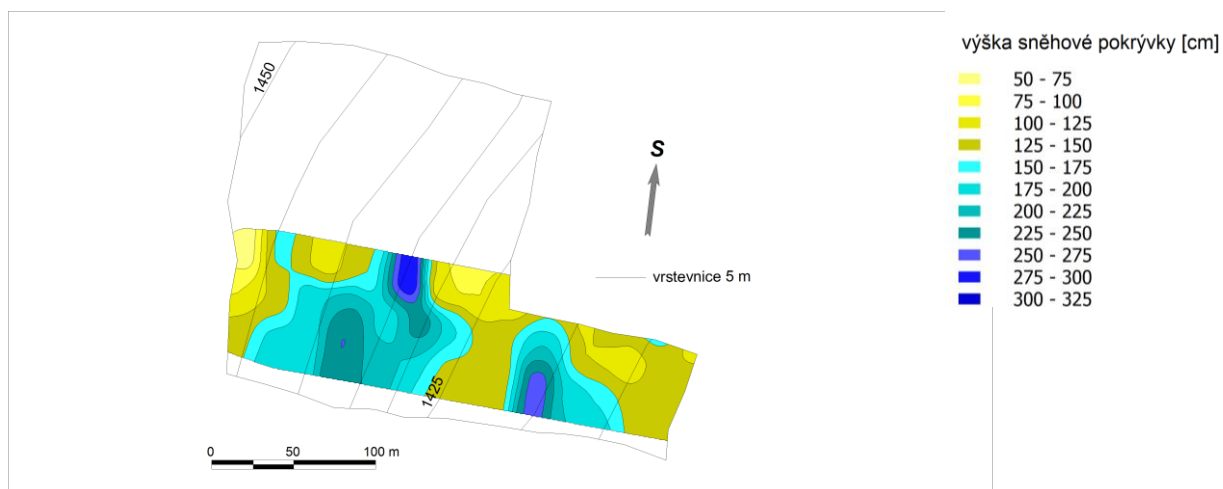 výška sněhové pokrývky [cm]
50 - 75
75 - 100
100 - 125
125 - 150
150 - 175
175 - 200
200 - 225
225 - 250
250 - 275
275 - 300
300 - 325
1450
S
vrstevnice 5 m
1425
0 50 100 m